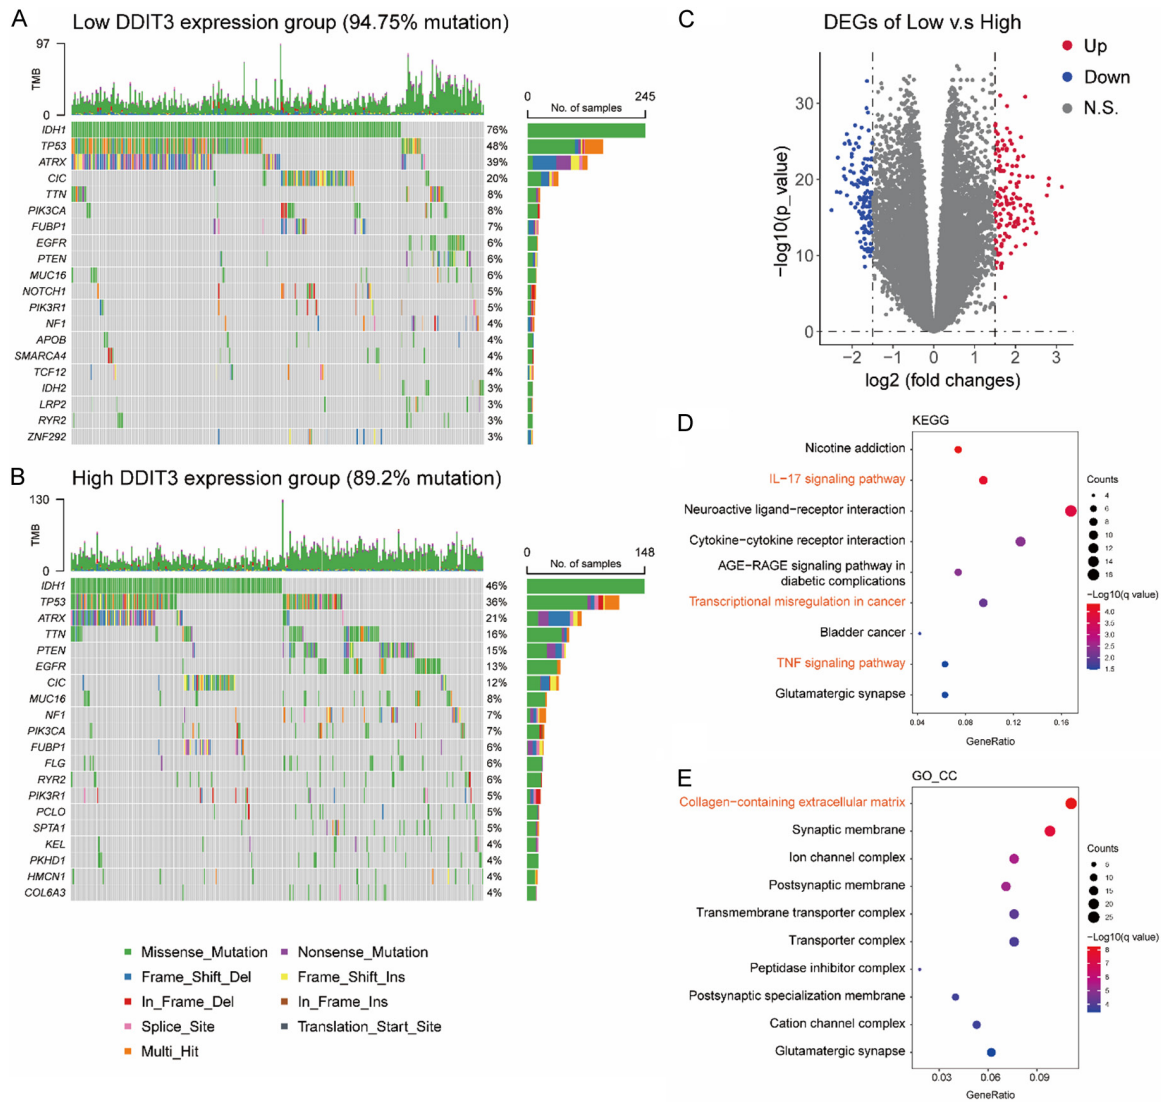 A
Low DDIT3 expression group (94.75% mutation)
97
TMB
0
0
245
No. of samples
IDH1 76%
TP53 48%
ATRX 39%
CIC 20%
TTN 8%
PIK3CA 8%
FUBP1 7%
EGFR 6%
PTEN 6%
MUC16 6%
NOTCH1 5%
PIK3R1 5%
NF1 4%
APOB 4%
SMARCA4 4%
TCF12 4%
IDH2 3%
LRP2 3%
RYR2 3%
ZNF292 3%
B
High DDIT3 expression group (89.2% mutation)
130
TMB
0
0
148
No. of samples
IDH1 46%
TP53 36%
ATRX 21%
TTN 16%
PTEN 15%
EGFR 13%
CIC 12%
MUC16 8%
NF1 7%
PIK3CA 7%
FUBP1 6%
FLG 6%
RYR2 6%
PIK3R1 5%
PCLO 5%
SPTA1 5%
KEL 4%
PKHD1 4%
HMCN1 4%
COL6A3 4%
Missense_Mutation
Nonsense_Mutation
Frame_Shift_Del
Frame_Shift_Ins
In_Frame_Del
In_Frame_Ins
Splice_Site
Translation_Start_Site
Multi_Hit
C
DEGs of Low v.s High
Up
Down
N.S.
−log10(p_value)
30
20
10
0
−2 −1 0 1 2 3
log2 (fold changes)
D
KEGG
Nicotine addiction
IL−17 signaling pathway
Neuroactive ligand−receptor interaction
Cytokine−cytokine receptor interaction
AGE−RAGE signaling pathway in
diabetic complications
Transcriptional misregulation in cancer
Bladder cancer
TNF signaling pathway
Glutamatergic synapse
0.04 0.08 0.12 0.16
GeneRatio
Counts
4
6
8
10
12
14
16
−Log10(q value)
4.0
3.5
3.0
2.5
2.0
1.5
E
GO_CC
Collagen−containing extracellular matrix
Synaptic membrane
Ion channel complex
Postsynaptic membrane
Transmembrane transporter complex
Transporter complex
Peptidase inhibitor complex
Postsynaptic specialization membrane
Cation channel complex
Glutamatergic synapse
0.03 0.06 0.09
GeneRatio
Counts
5
10
15
20
25
−Log10(q value)
8
7
6
5
4